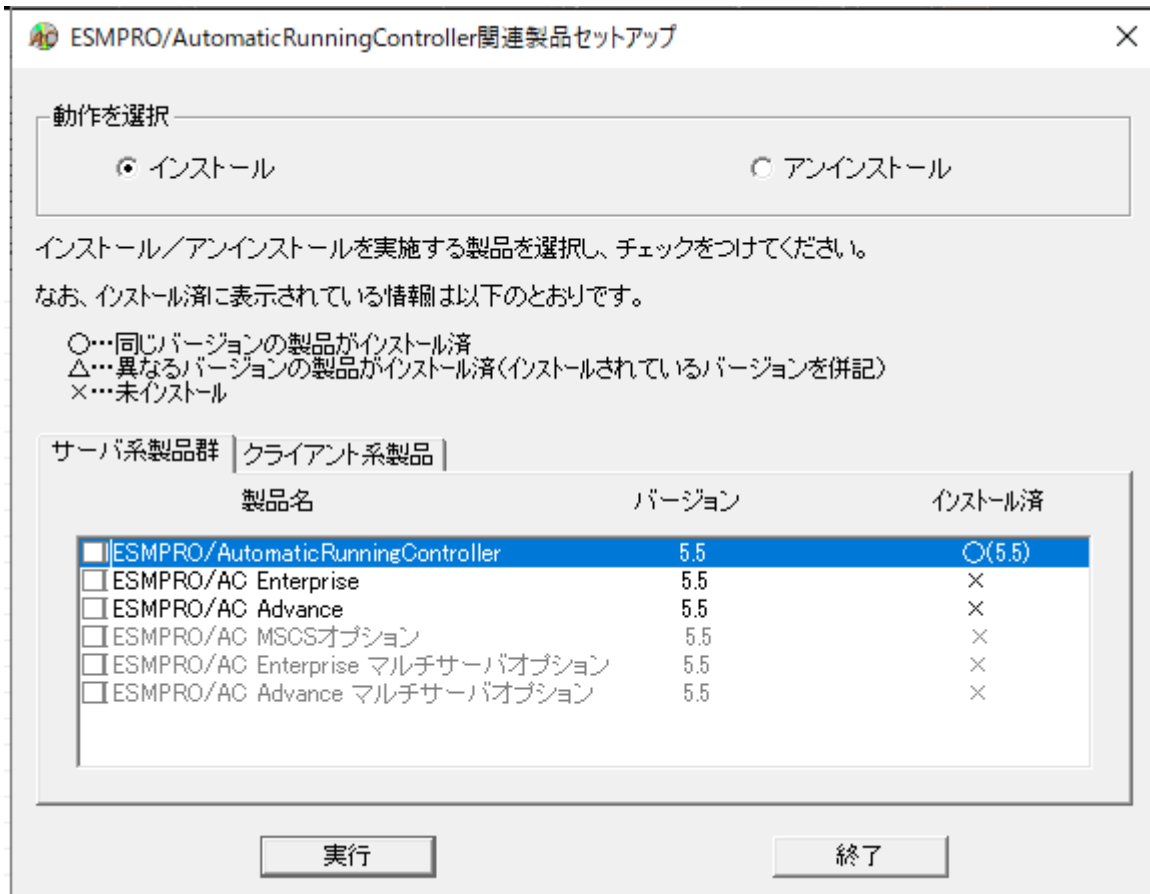 ESMPRO/AutomaticRunningController関連製品セットアップ
動作を選択
インストール アンインストール
インストール／アンインストールを実施する製品を選択し、チェックをつけてください。
なお、インストール済に表示されている情報は以下のとおりです。
○…同じバージョンの製品がインストール済
△…異なるバージョンの製品がインストール済(インストールされているバージョンを併記)
×…未インストール
サーバ系製品群 クライアント系製品
製品名 バージョン インストール済
ESMPRO/AutomaticRunningController 5.5 ○(5.5)
ESMPRO/AC Enterprise 5.5 ×
ESMPRO/AC Advance 5.5 ×
ESMPRO/AC MSCSオプション 5.5 ×
ESMPRO/AC Enterprise マルチサーバオプション 5.5 ×
ESMPRO/AC Advance マルチサーバオプション 5.5 ×
実行 終了